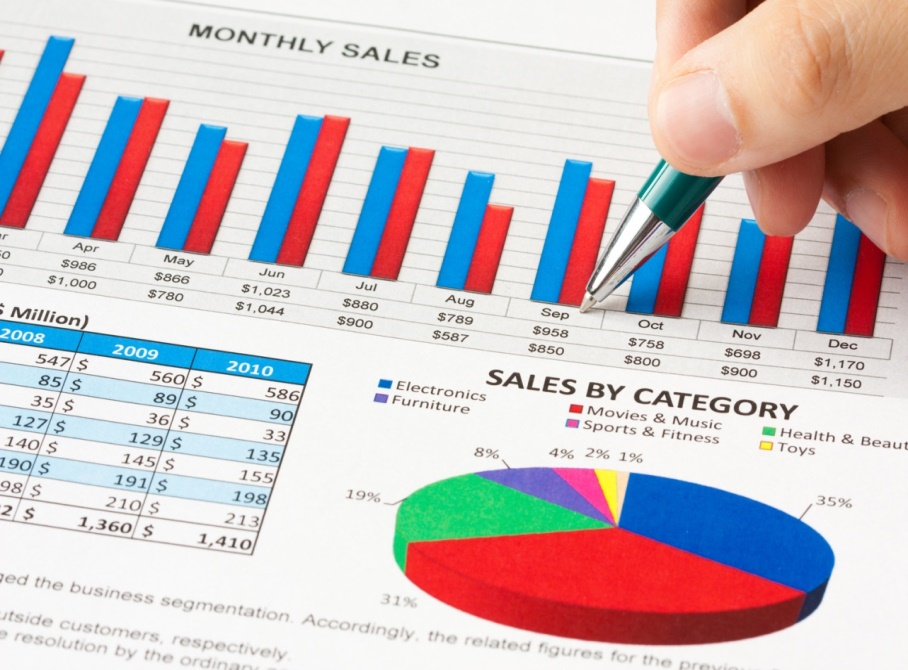 MONTHLY SALES
Apr May Jun Jul Aug Sep Oct Nov Dec
$986 $866 $1,023 $880 $789 $958 $758 $698 $1,170
$1,000 $780 $1,044 $900 $587 $850 $800 $900 $1,150
$ Million)
2008 2009 2010
547 $ 560 $ 586
85 $ 89 $ 90
35 $ 36 $ 33
127 $ 129 $ 135
140 $ 145 $ 155
190 $ 191 $ 198
98 $ 210 $ 213
2 $ 1,360 $ 1,410
SALES BY CATEGORY
Electronics Movies & Music Health & Beaut
Furniture Sports & Fitness Toys
8% 4% 2% 1%
19% 35%
31%
ged the business segmentation. Accordingly, the related figures for the previous
utside customers, respectively.
e resolution by the ordinary